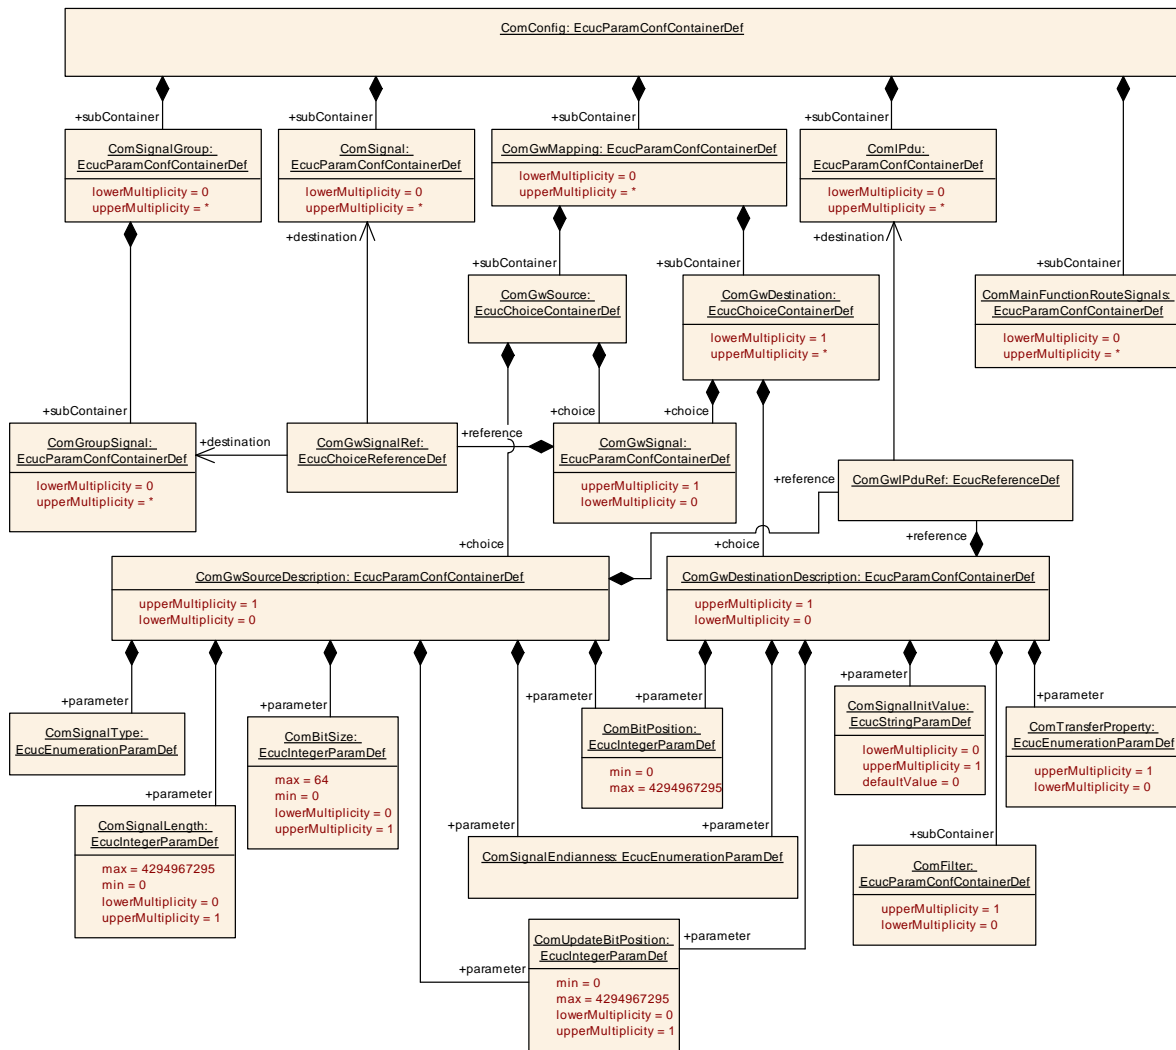 ComConfig: EcucParamConfContainerDef
+subContainer
+subContainer
+subContainer
+subContainer
ComSignalGroup:
EcucParamConfContainerDef
lowerMultiplicity = 0
upperMultiplicity = *
ComSignal:
EcucParamConfContainerDef
lowerMultiplicity = 0
upperMultiplicity = *
ComGwMapping: EcucParamConfContainerDef
lowerMultiplicity = 0
upperMultiplicity = *
ComIPdu:
EcucParamConfContainerDef
lowerMultiplicity = 0
upperMultiplicity = *
+destination
+destination
+subContainer
+subContainer
+subContainer
ComGwSource:
EcucChoiceContainerDef
ComGwDestination:
EcucChoiceContainerDef
lowerMultiplicity = 1
upperMultiplicity = *
ComMainFunctionRouteSignals:
EcucParamConfContainerDef
lowerMultiplicity = 0
upperMultiplicity = *
+subContainer
+choice
+choice
ComGroupSignal:
EcucParamConfContainerDef
lowerMultiplicity = 0
upperMultiplicity = *
+destination
ComGwSignalRef:
EcucChoiceReferenceDef
+reference
ComGwSignal:
EcucParamConfContainerDef
upperMultiplicity = 1
lowerMultiplicity = 0
+reference
ComGwIPduRef: EcucReferenceDef
+reference
+choice
+choice
ComGwSourceDescription: EcucParamConfContainerDef
upperMultiplicity = 1
lowerMultiplicity = 0
ComGwDestinationDescription: EcucParamConfContainerDef
upperMultiplicity = 1
lowerMultiplicity = 0
+parameter
+parameter
+parameter
+parameter
+parameter
+parameter
ComSignalType:
EcucEnumerationParamDef
ComBitSize:
EcucIntegerParamDef
max = 64
min = 0
lowerMultiplicity = 0
upperMultiplicity = 1
ComBitPosition:
EcucIntegerParamDef
min = 0
max = 4294967295
ComSignalInitValue:
EcucStringParamDef
lowerMultiplicity = 0
upperMultiplicity = 1
defaultValue = 0
ComTransferProperty:
EcucEnumerationParamDef
upperMultiplicity = 1
lowerMultiplicity = 0
+parameter
ComSignalLength:
EcucIntegerParamDef
max = 4294967295
min = 0
lowerMultiplicity = 0
upperMultiplicity = 1
+parameter
+parameter
ComSignalEndianness: EcucEnumerationParamDef
+subContainer
ComFilter:
EcucParamConfContainerDef
upperMultiplicity = 1
lowerMultiplicity = 0
+parameter
+parameter
ComUpdateBitPosition:
EcucIntegerParamDef
min = 0
max = 4294967295
lowerMultiplicity = 0
upperMultiplicity = 1